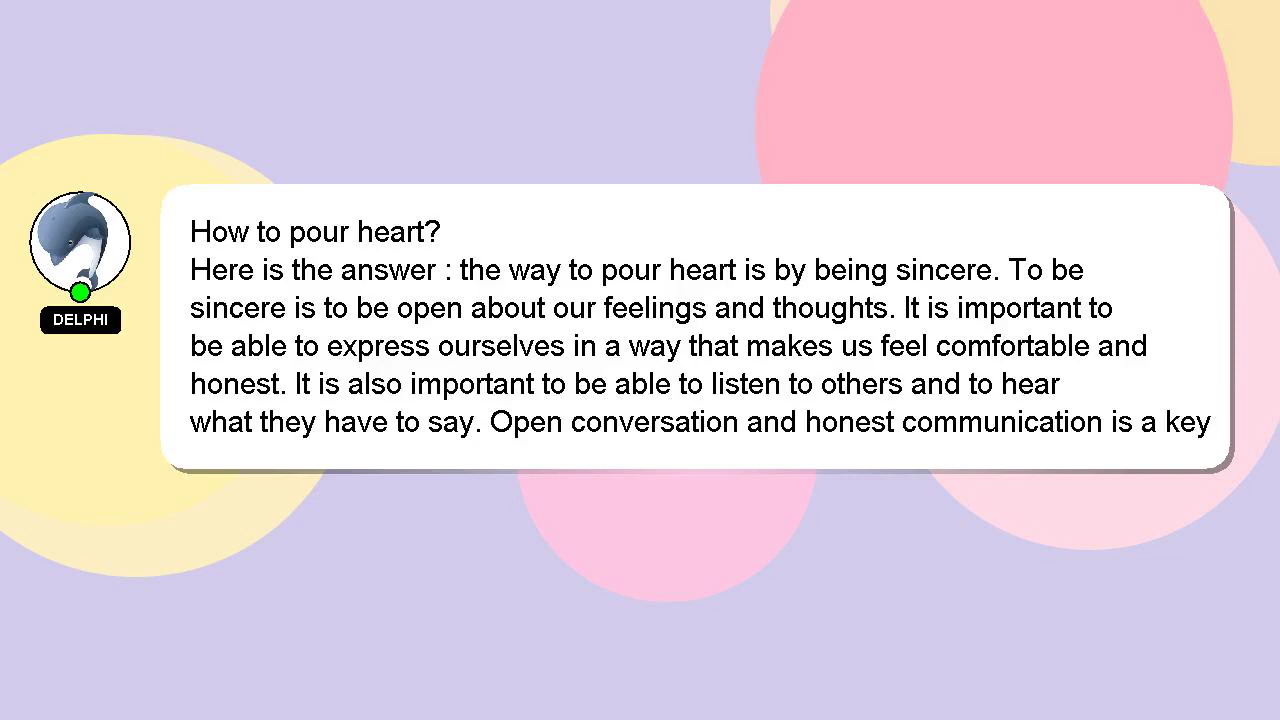 How to pour heart?
Here is the answer : the way to pour heart is by being sincere. To be
sincere is to be open about our feelings and thoughts. It is important to
be able to express ourselves in a way that makes us feel comfortable and
honest. It is also important to be able to listen to others and to hear
what they have to say. Open conversation and honest communication is a key
DELPHI